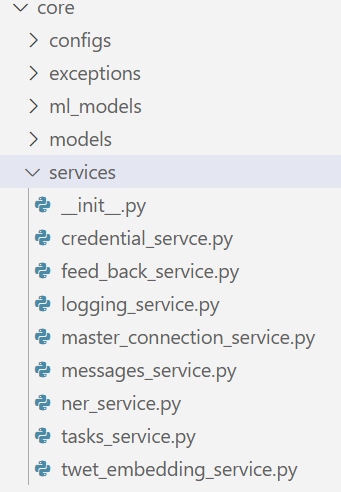 core
configs
exceptions
ml_models
models
services
__init__.py
credential_servce.py
feed_back_service.py
logging_service.py
master_connection_service.py
messages_service.py
ner_service.py
tasks_service.py
twet_embedding_service.py